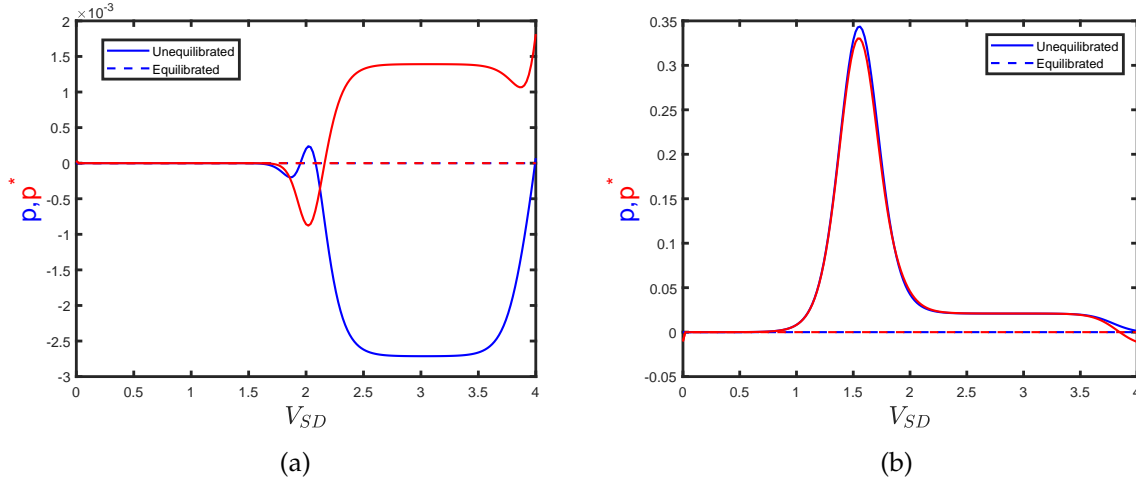 ×10⁻³
2
1.5
1
0.5
0
-0.5
-1
-1.5
-2
-2.5
-3
p,p*
Unequilibrated
Equilibrated
0 0.5 1 1.5 2 2.5 3 3.5 4
V_SD
(a)
0.35
0.3
0.25
0.2
0.15
0.1
0.05
0
-0.05
p,p*
Unequilibrated
Equilibrated
0 0.5 1 1.5 2 2.5 3 3.5 4
V_SD
(b)